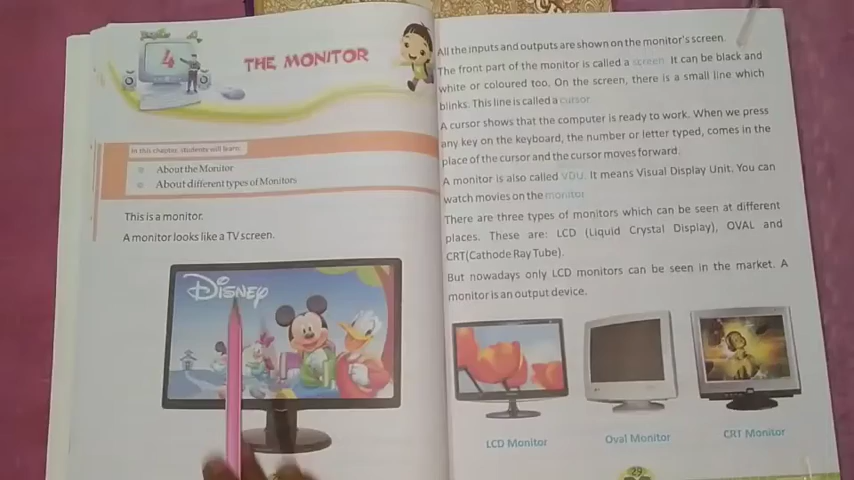 4
THE MONITOR
In this chapter, students will learn:
About the Monitor
About different types of Monitors
This is a monitor.
A monitor looks like a TV screen.
DISNEY
All the inputs and outputs are shown on the monitor's screen.
The front part of the monitor is called a screen. It can be black and
white or coloured too. On the screen, there is a small line which
blinks. This line is called a cursor
A cursor shows that the computer is ready to work. When we press
any key on the keyboard, the number or letter typed, comes in the
place of the cursor and the cursor moves forward.
A monitor is also called VDU. It means Visual Display Unit. You can
watch movies on the monitor
There are three types of monitors which can be seen at different
places. These are: LCD (Liquid Crystal Display), OVAL and
CRT(Cathode Ray Tube).
But nowadays only LCD monitors can be seen in the market. A
monitor is an output device.
LCD Monitor
Oval Monitor
CRT Monitor
29